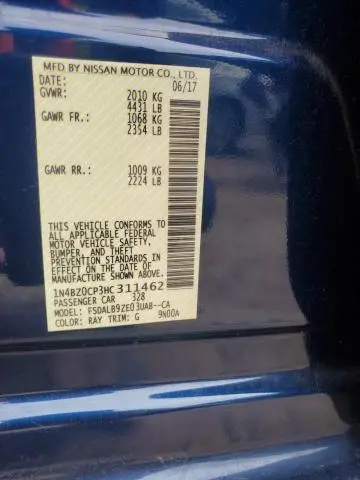 MFD BY NISSAN MOTOR CO., LTD.
DATE: 06/17
GVWR: 2010 KG
4431 LB
GAWR FR.: 1068 KG
2354 LB
GAWR RR.: 1009 KG
2224 LB
THIS VEHICLE CONFORMS TO
ALL APPLICABLE FEDERAL
MOTOR VEHICLE SAFETY,
BUMPER, AND THEFT
PREVENTION STANDARDS IN
EFFECT ON THE DATE OF
MANUFACTURE SHOWN ABOVE.
1N4BZ0CP3HC311462
PASSENGER CAR 328
MODEL: FSDALB9ZE03UAB--CA
COLOR: RAY TRIM: G 9N00A